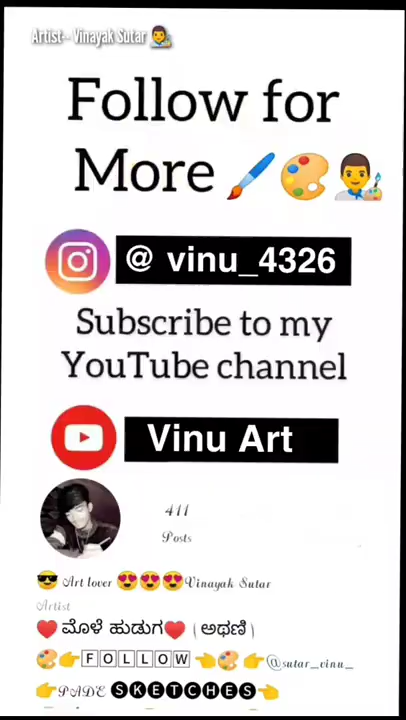 Artist:- Vinayak Sutar 👨‍🎨
Follow for
More 🖌️🎨👨‍🎨
@ vinu_4326
Subscribe to my
YouTube channel
Vinu Art
411
Posts
😎 Art lover 😍😍😍Vinayak Sutar
Artist
❤️ಮೊಳೆ ಹುಡುಗ❤️ (ಅಥಣಿ)
🎨👉🄵🄾🄻🄻🄾🅆👈🎨 👉@sutar_vinu_
👉PADE 🅢🅚🅔🅣🅒🅗🅔🅢👈